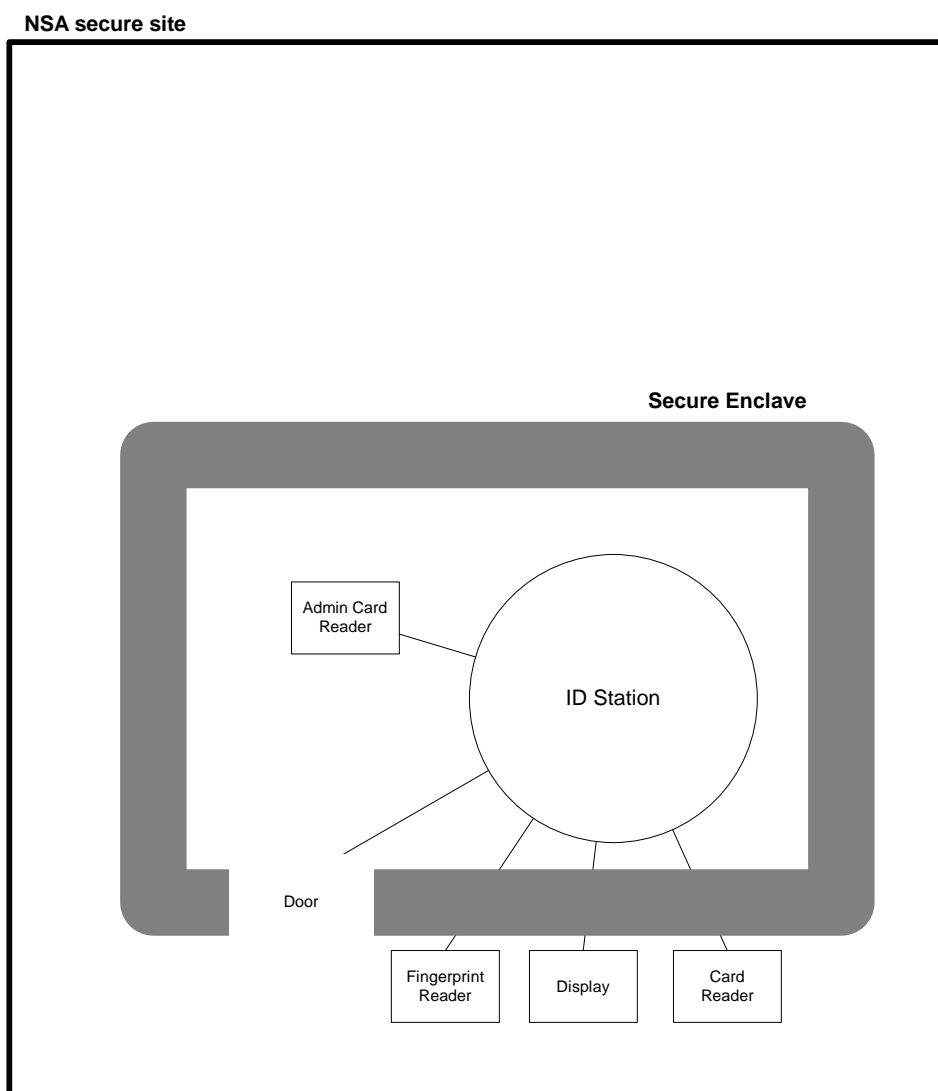 NSA secure site
Secure Enclave
Admin Card
Reader
ID Station
Door
Fingerprint
Reader
Display
Card
Reader